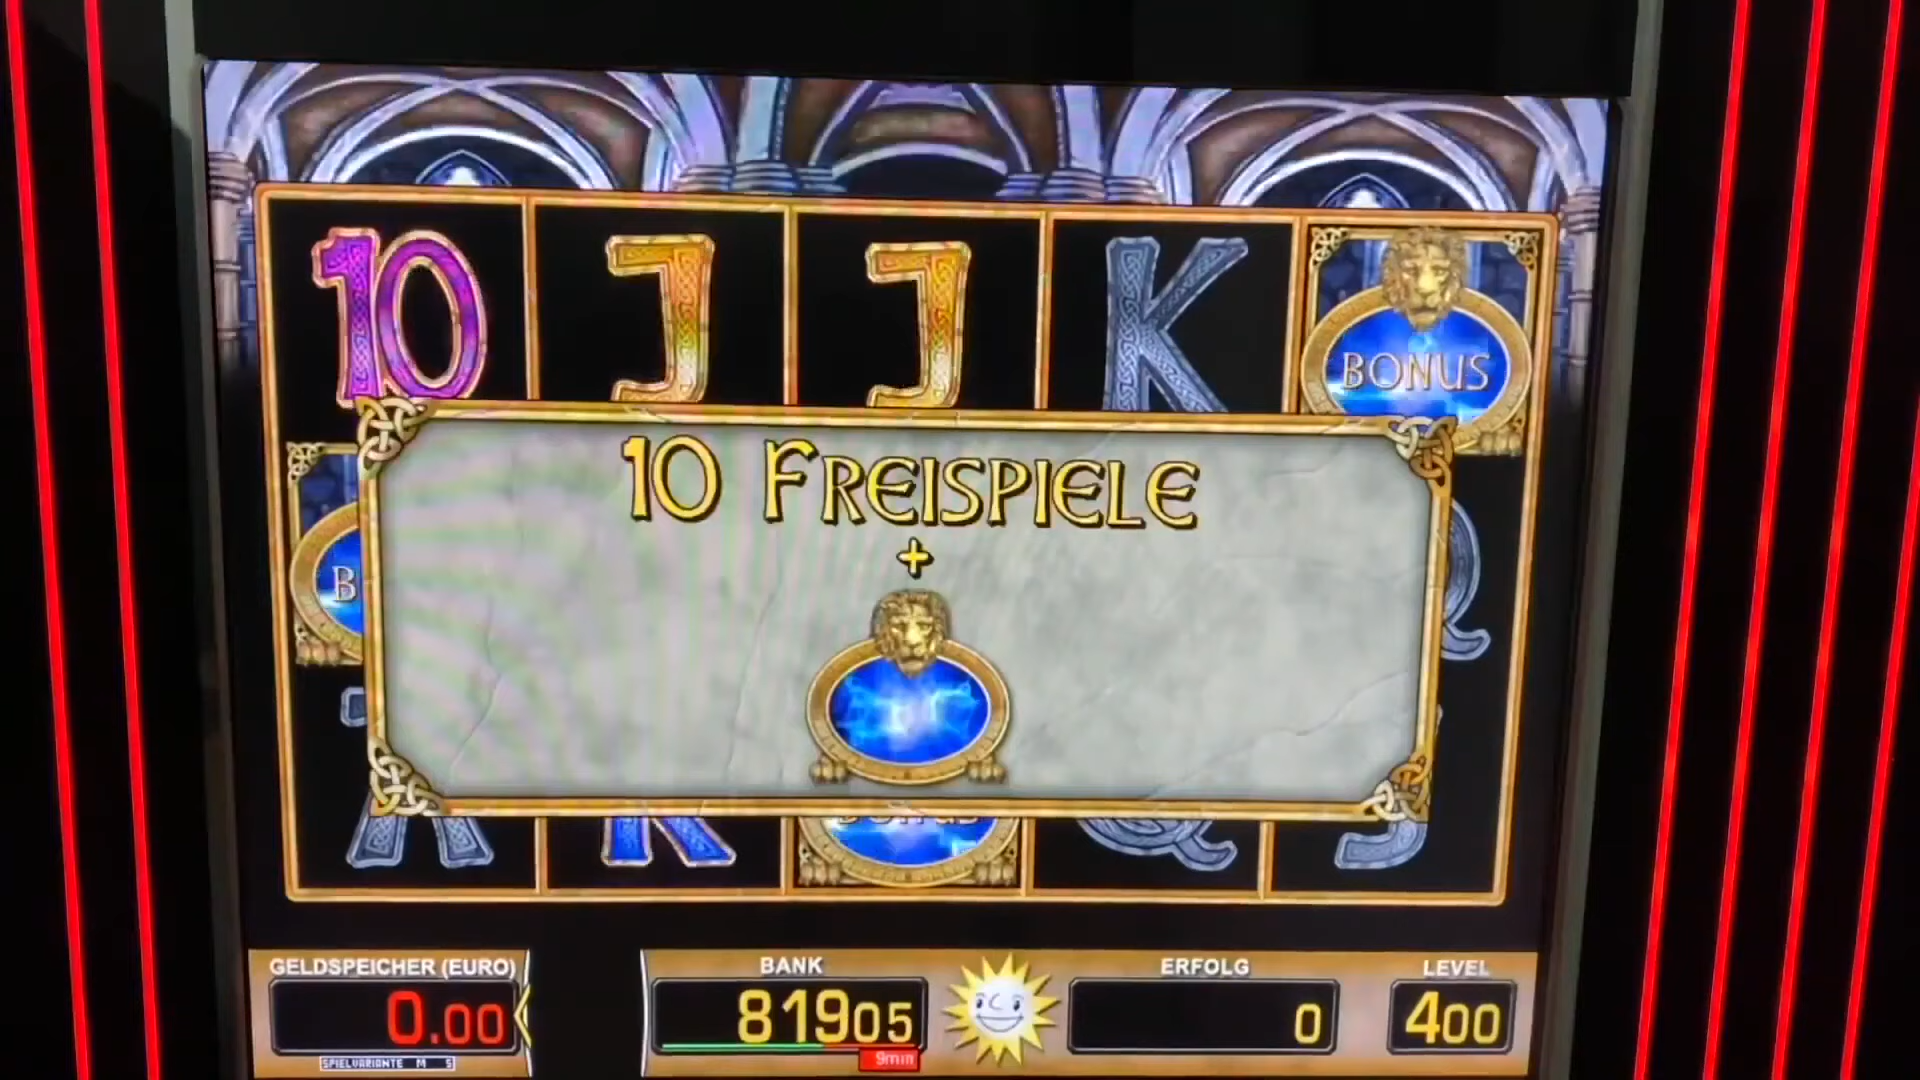 10 J J K
BONUS
10 FREISPIELE
+
B
A K Q J
GELDSPEICHER (EURO) BANK ERFOLG LEVEL
0.00 81905 0 400
SPIELVARIANTE M S 9min